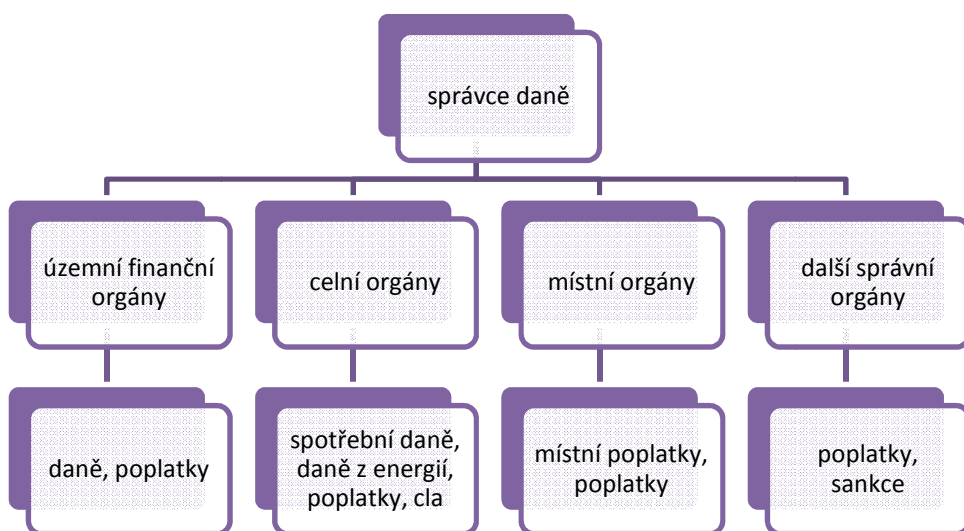 správce daně
územní finanční
orgány
celní orgány
místní orgány
další správní
orgány
daně, poplatky
spotřební daně,
daně z energií,
poplatky, cla
místní poplatky,
poplatky
poplatky,
sankce